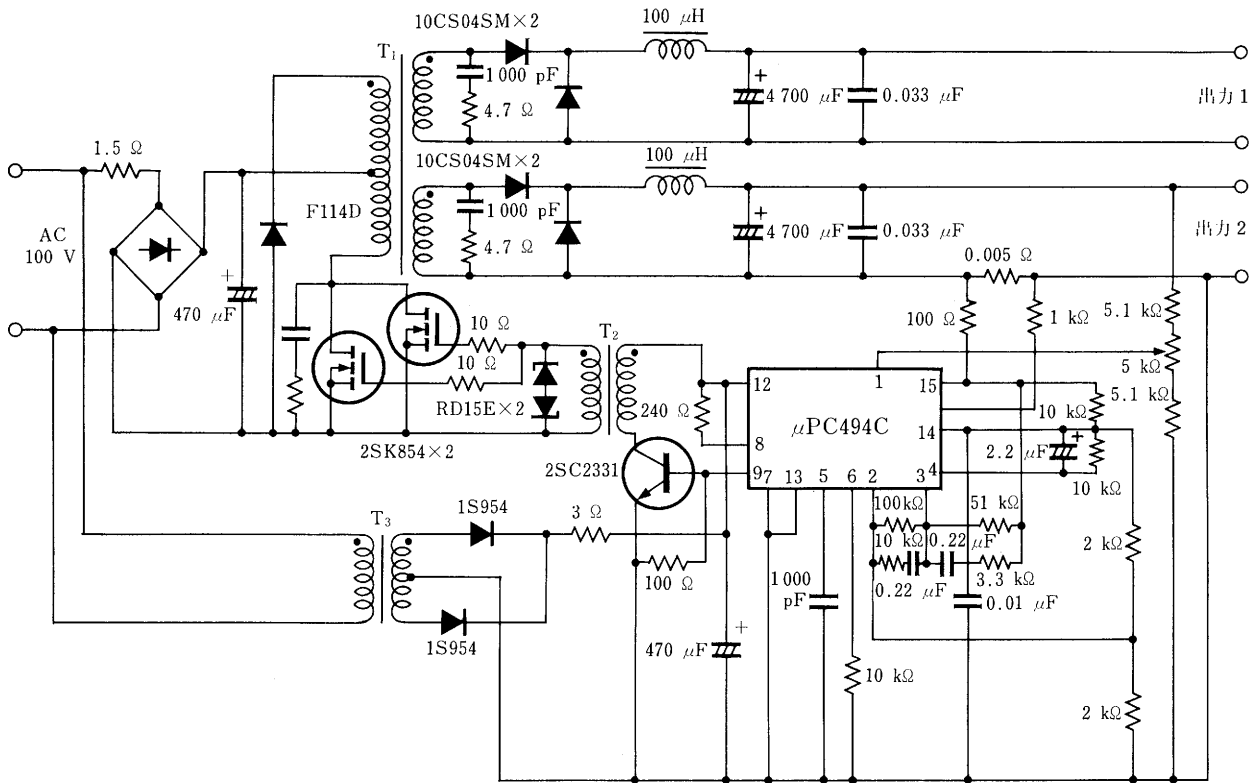 10CS04SM×2
100 μH
T1
1 000 pF
4.7 Ω
+
4 700 μF
0.033 μF
出力 1
1.5 Ω
10CS04SM×2
100 μH
F114D
1 000 pF
4.7 Ω
+
4 700 μF
0.033 μF
出力 2
AC
100 V
+
470 μF
0.005 Ω
10 Ω
10 Ω
T2
100 Ω
1 kΩ
5.1 kΩ
5 kΩ
5.1 kΩ
RD15E×2
2SK854×2
240 Ω
12
1
15
μPC494C
14
8
9
7
13
5
6
2
3
4
10 kΩ
2.2 μF
+
10 kΩ
2SC2331
100kΩ
51 kΩ
10 kΩ
0.22 μF
0.22 μF
3.3 kΩ
0.01 μF
2 kΩ
1S954
3 Ω
T3
100 Ω
1 000
pF
1S954
470 μF
+
10 kΩ
2 kΩ